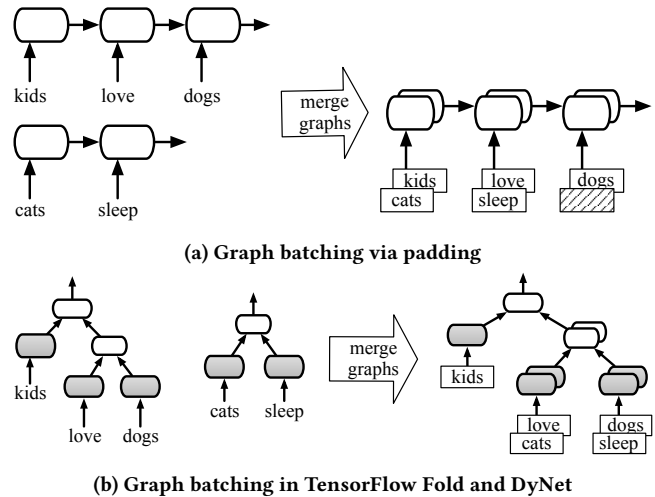 kids love dogs
merge
graphs
cats sleep
kids love dogs
cats sleep
(a) Graph batching via padding
kids
love dogs
cats sleep
merge
graphs
kids
love dogs
cats sleep
(b) Graph batching in TensorFlow Fold and DyNet